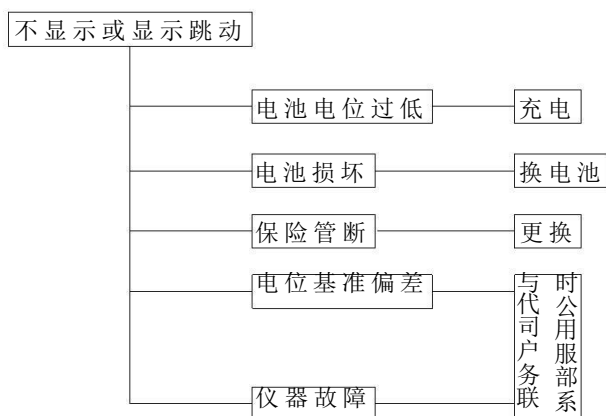 不显示或显示跳动
电池电位过低
充电
电池损坏
换电池
保险管断
更换
电位基准偏差
仪器故障
与时
代公
司用
户服
务部
联系